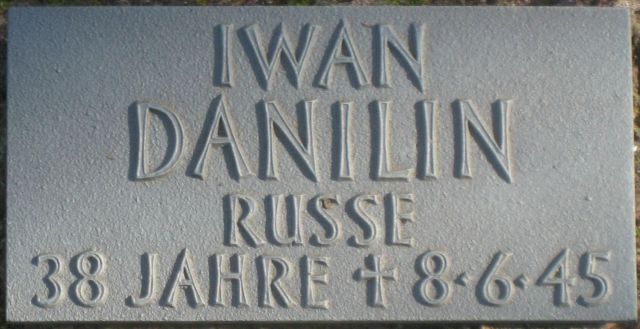 IWAN
DANILIN
RUSSE
38 JAHRE † 8·6·45